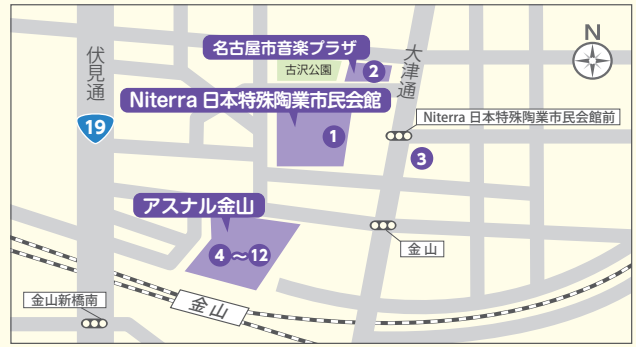 N
名古屋市音楽プラザ
伏見通
大津通
古沢公園
2
Niterra 日本特殊陶業市民会館
19
1
Niterra 日本特殊陶業市民会館前
3
アスナル金山
4～12
金山
金山
金山新橋南